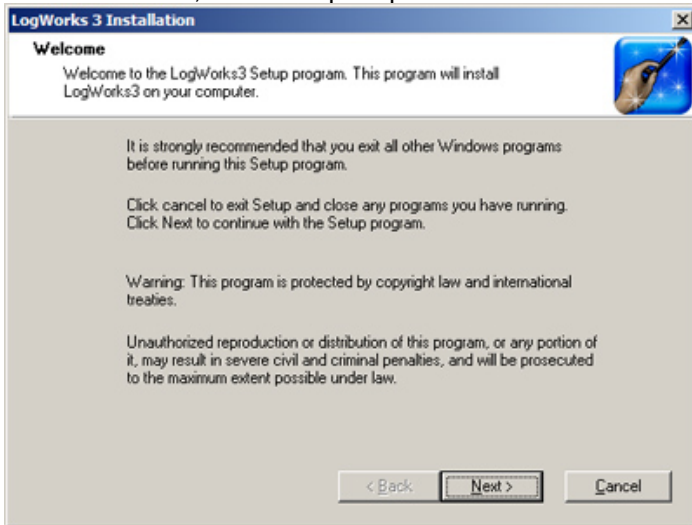 LogWorks 3 Installation
Welcome
Welcome to the LogWorks3 Setup program. This program will install
LogWorks3 on your computer.
It is strongly recommended that you exit all other Windows programs
before running this Setup program.
Click cancel to exit Setup and close any programs you have running.
Click Next to continue with the Setup program.
Warning: This program is protected by copyright law and international
treaties.
Unauthorized reproduction or distribution of this program, or any portion of
it, may result in severe civil and criminal penalties, and will be prosecuted
to the maximum extent possible under law.
< Back Next > Cancel